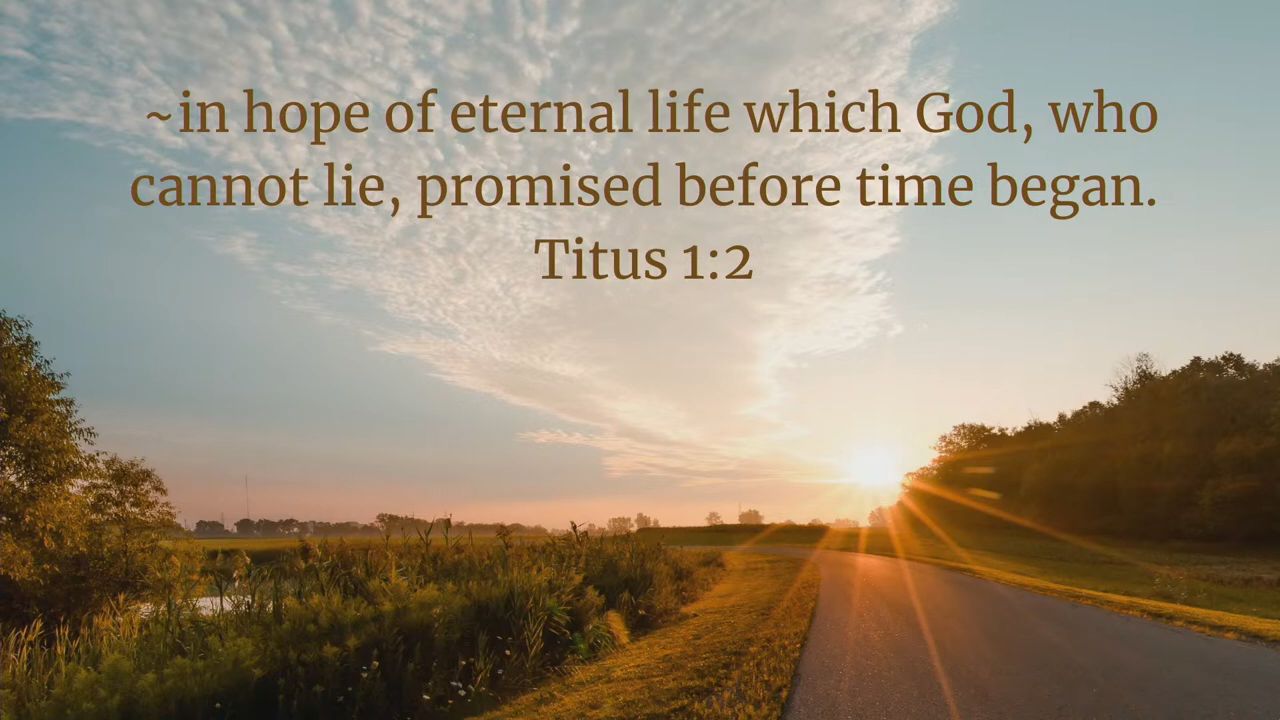 ~in hope of eternal life which God, who
cannot lie, promised before time began.
Titus 1:2